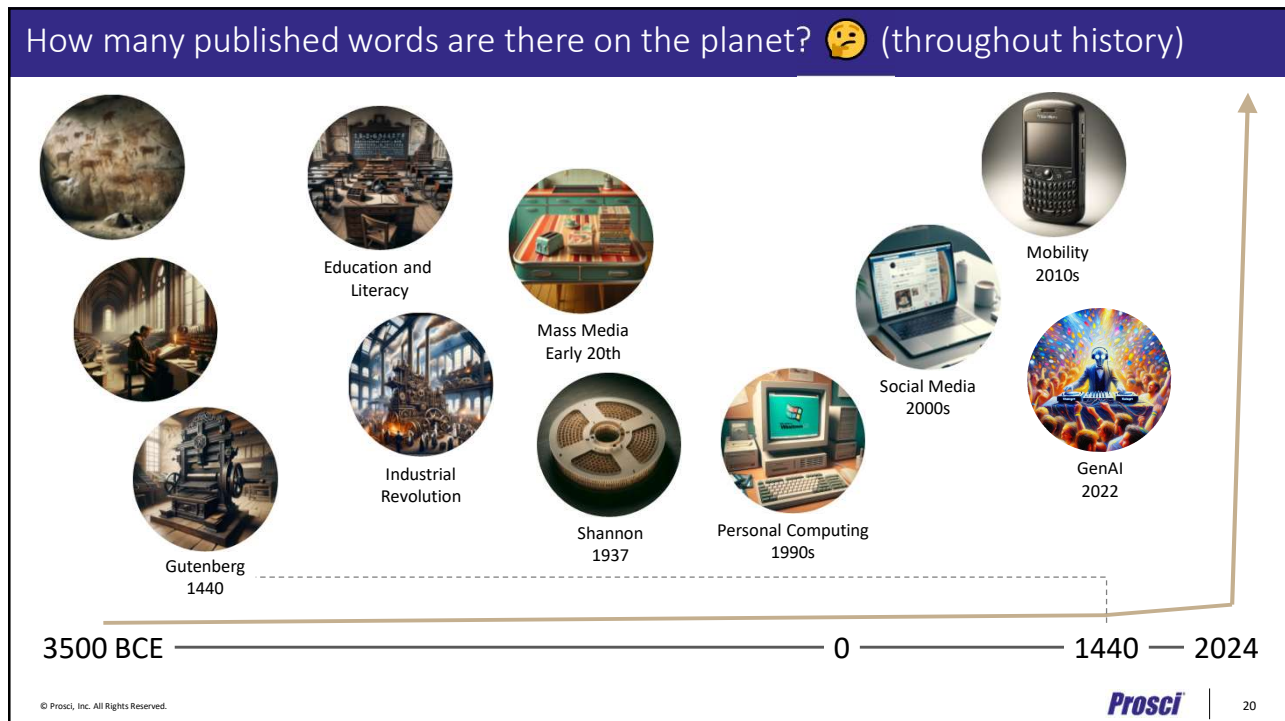 How many published words are there on the planet? 🤔 (throughout history)
Education and
Literacy
Mass Media
Early 20th
Mobility
2010s
Social Media
2000s
Industrial
Revolution
GenAI
2022
Shannon
1937
Personal Computing
1990s
Gutenberg
1440
3500 BCE
0
1440
2024
© Prosci, Inc. All Rights Reserved.
Prosci
20